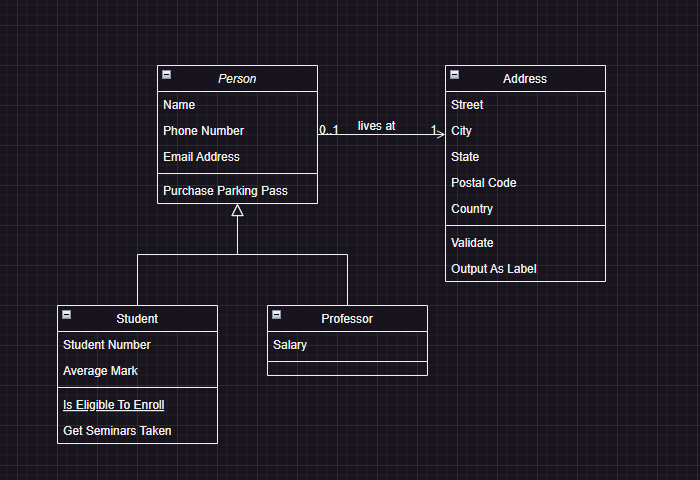 Person
Name
Phone Number
Email Address
Purchase Parking Pass
0..1
lives at
1
Address
Street
City
State
Postal Code
Country
Validate
Output As Label
Student
Student Number
Average Mark
Is Eligible To Enroll
Get Seminars Taken
Professor
Salary